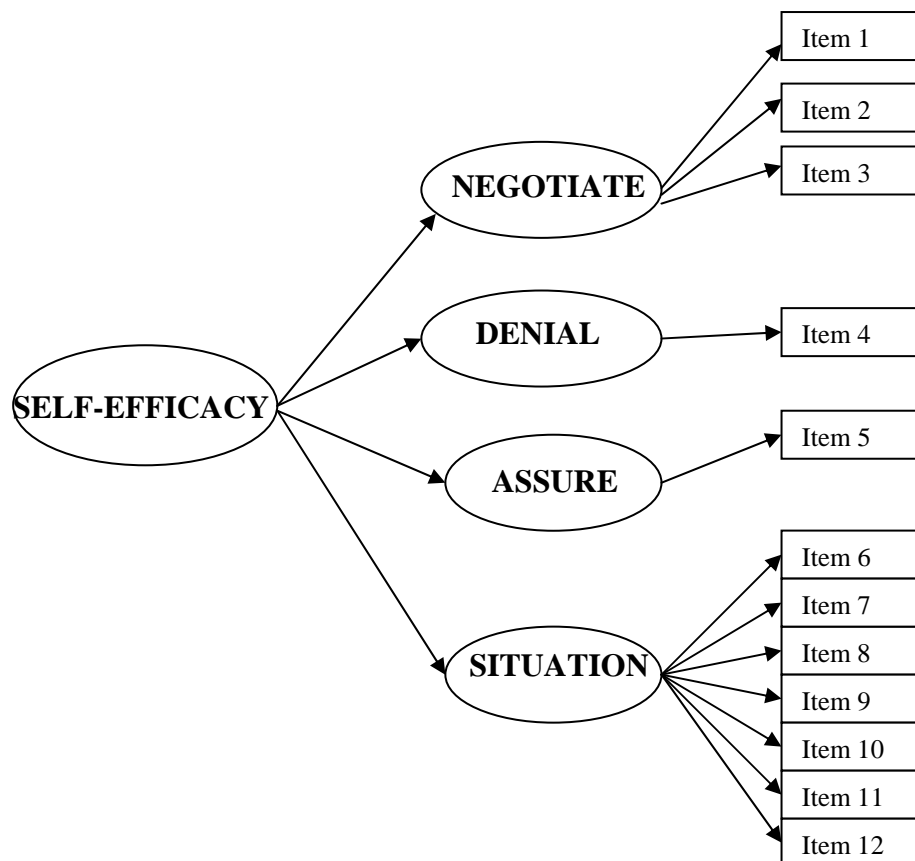 Item 1
Item 2
NEGOTIATE
Item 3
DENIAL
Item 4
SELF-EFFICACY
Item 5
ASSURE
Item 6
Item 7
SITUATION
Item 8
Item 9
Item 10
Item 11
Item 12